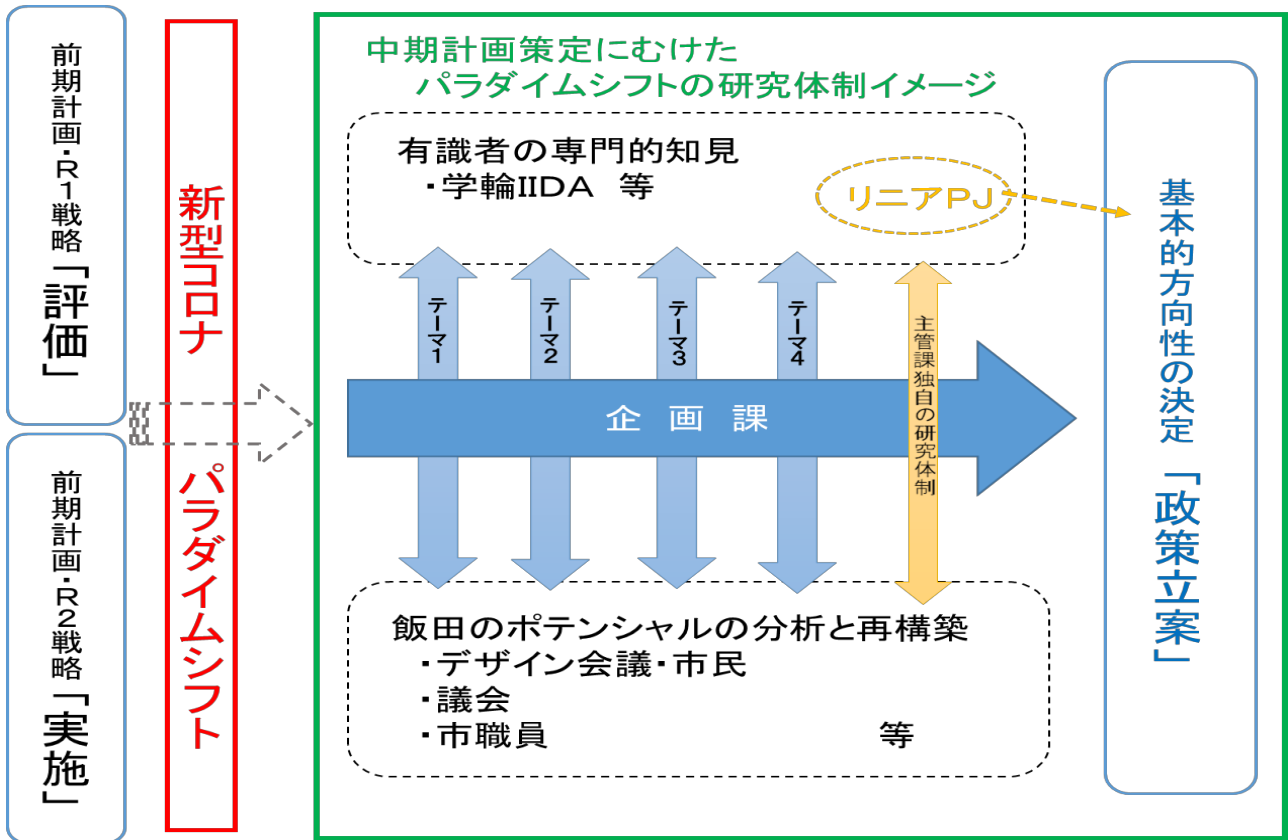 前期計画・R1戦略「評価」
前期計画・R2戦略「実施」
新型コロナ パラダイムシフト
中期計画策定にむけた
パラダイムシフトの研究体制イメージ
有識者の専門的知見
・学輪IIDA 等
リニアPJ
テーマ1
テーマ2
テーマ3
テーマ4
主管課独自の研究体制
企画課
飯田のポテンシャルの分析と再構築
・デザイン会議・市民
・議会
・市職員 等
基本的方向性の決定「政策立案」